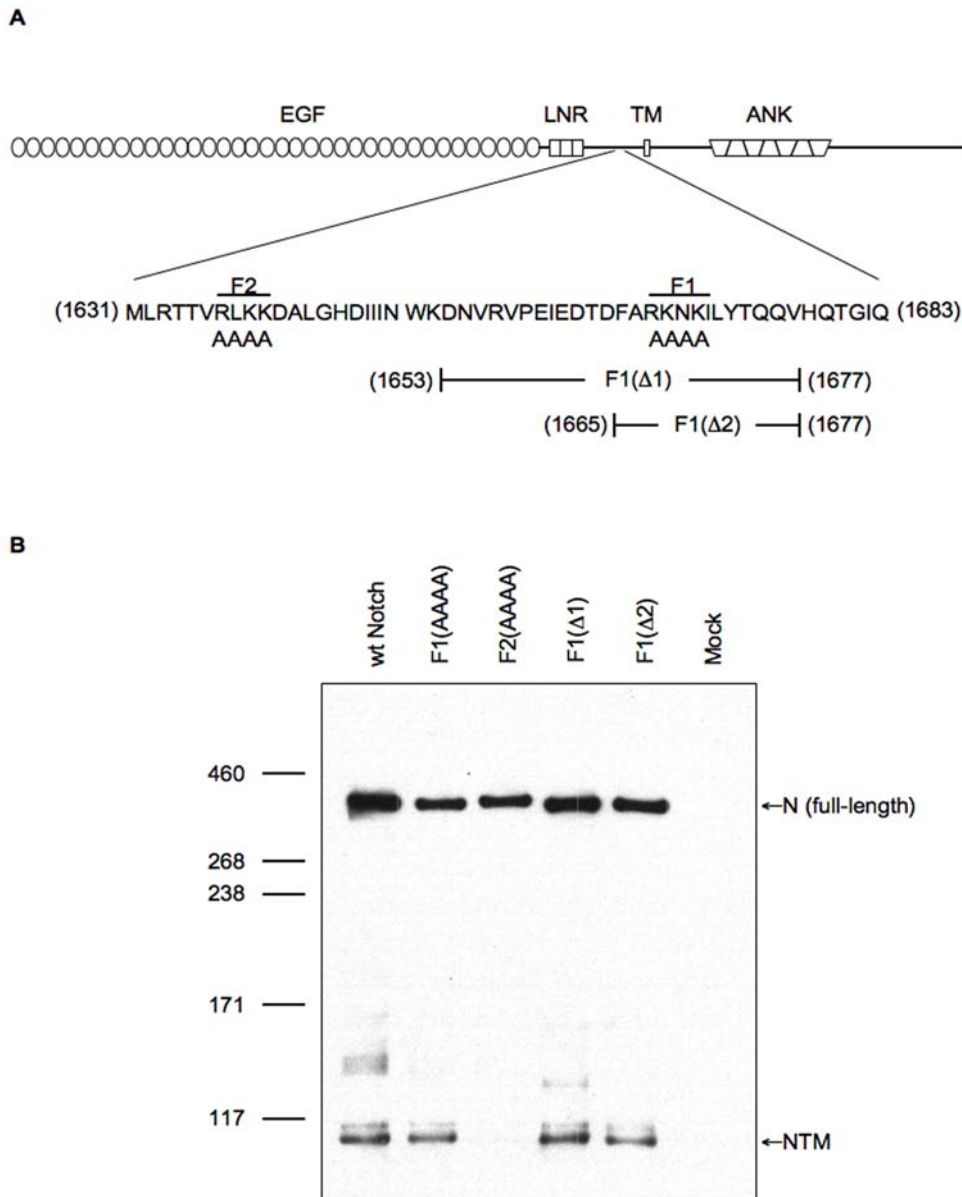 A
EGF LNR TM ANK
F2 F1
(1631) MLRTTVRLKKDALGHDIIIN WKDNVRVPEIEDTDFARKNKILYTQQVHQTGIQ (1683)
AAAA AAAA
(1653) F1(Δ1) (1677)
(1665) F1(Δ2) (1677)
B
wt Notch
F1(AAAA)
F2(AAAA)
F1(Δ1)
F1(Δ2)
Mock
460
←N (full-length)
268
238
171
117
←NTM